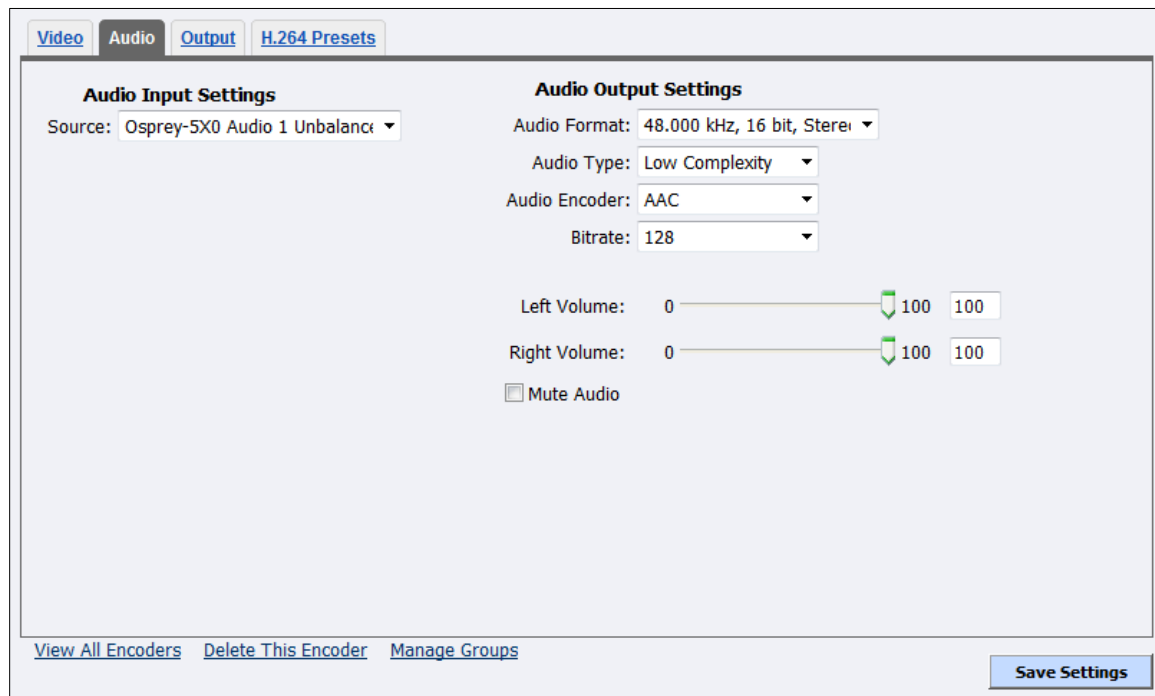 Video Audio Output H.264 Presets
Audio Input Settings
Source: Osprey-5X0 Audio 1 Unbalance
Audio Output Settings
Audio Format: 48.000 kHz, 16 bit, Stere
Audio Type: Low Complexity
Audio Encoder: AAC
Bitrate: 128
Left Volume: 0 100 100
Right Volume: 0 100 100
Mute Audio
View All Encoders Delete This Encoder Manage Groups
Save Settings